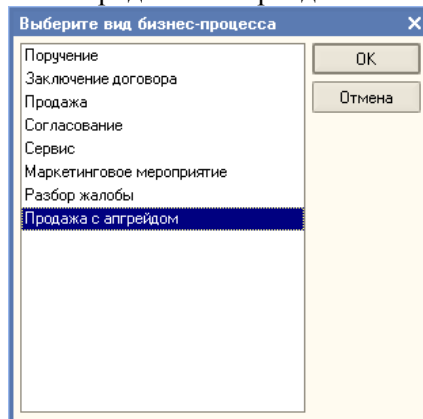 Выберите вид бизнес-процесса
Поручение
Заключение договора
Продажа
Согласование
Сервис
Маркетинговое мероприятие
Разбор жалобы
Продажа с апгрейдом
OK
Отмена